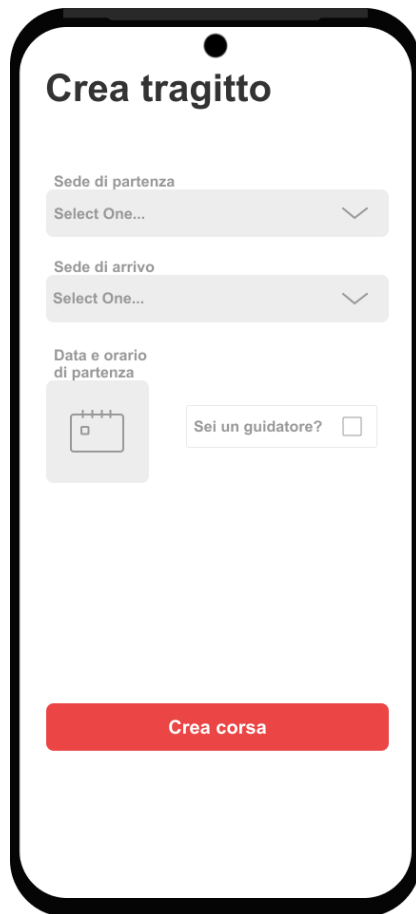 Crea tragitto
Sede di partenza
Select One...
Sede di arrivo
Select One...
Data e orario
di partenza
Sei un guidatore?
Crea corsa